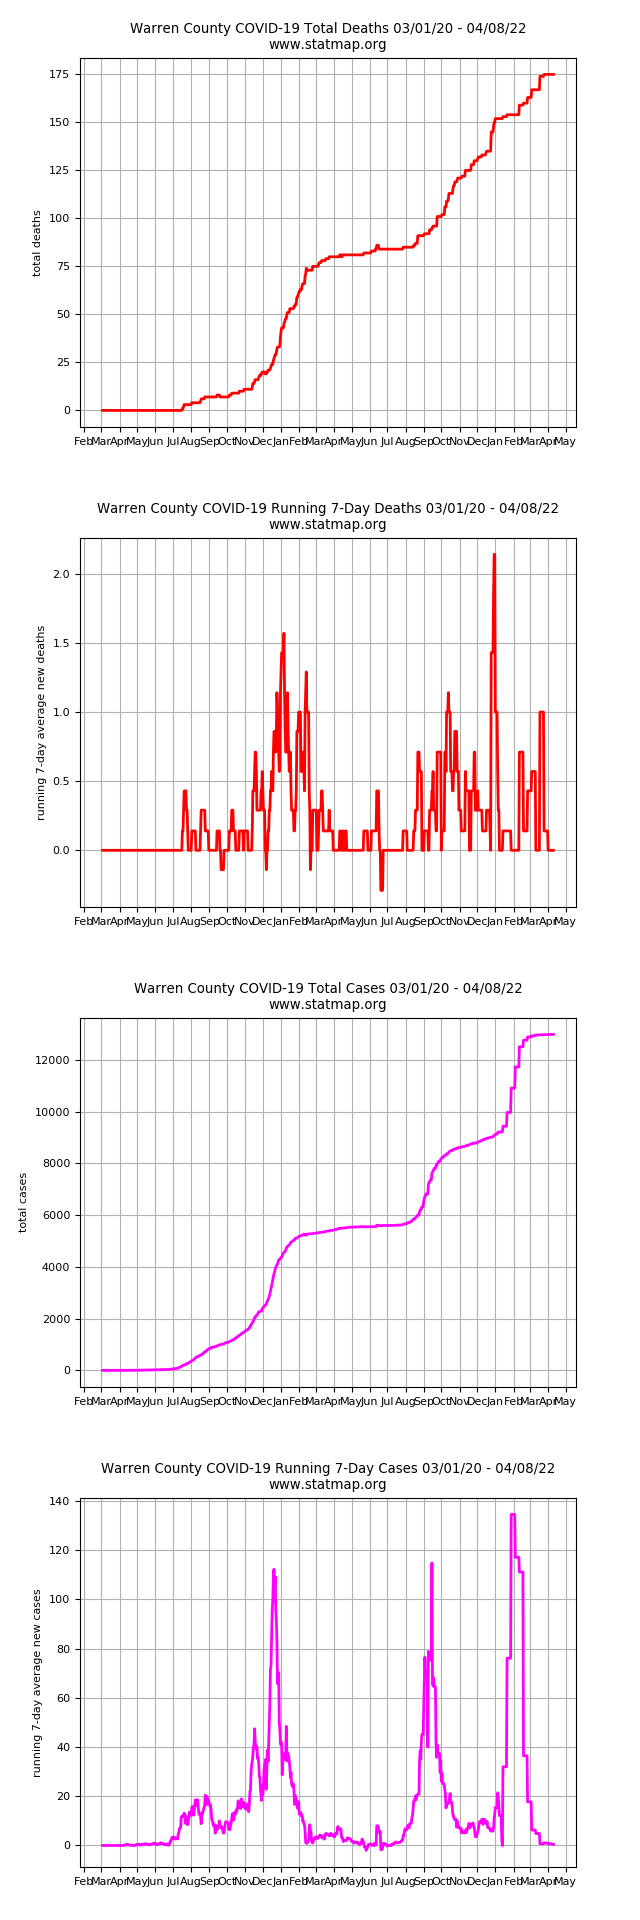 Warren County COVID-19 Total Deaths 03/01/20 - 04/08/22
www.statmap.org
175
150
125
100
75
50
25
0
total deaths
Feb Mar Apr May Jun Jul Aug Sep Oct Nov Dec Jan Feb Mar Apr May Jun Jul Aug Sep Oct Nov Dec Jan Feb Mar Apr May
Warren County COVID-19 Running 7-Day Deaths 03/01/20 - 04/08/22
www.statmap.org
2.0
1.5
1.0
0.5
0.0
running 7-day average new deaths
Feb Mar Apr May Jun Jul Aug Sep Oct Nov Dec Jan Feb Mar Apr May Jun Jul Aug Sep Oct Nov Dec Jan Feb Mar Apr May
Warren County COVID-19 Total Cases 03/01/20 - 04/08/22
www.statmap.org
12000
10000
8000
6000
4000
2000
0
total cases
Feb Mar Apr May Jun Jul Aug Sep Oct Nov Dec Jan Feb Mar Apr May Jun Jul Aug Sep Oct Nov Dec Jan Feb Mar Apr May
Warren County COVID-19 Running 7-Day Cases 03/01/20 - 04/08/22
www.statmap.org
140
120
100
80
60
40
20
0
running 7-day average new cases
Feb Mar Apr May Jun Jul Aug Sep Oct Nov Dec Jan Feb Mar Apr May Jun Jul Aug Sep Oct Nov Dec Jan Feb Mar Apr May